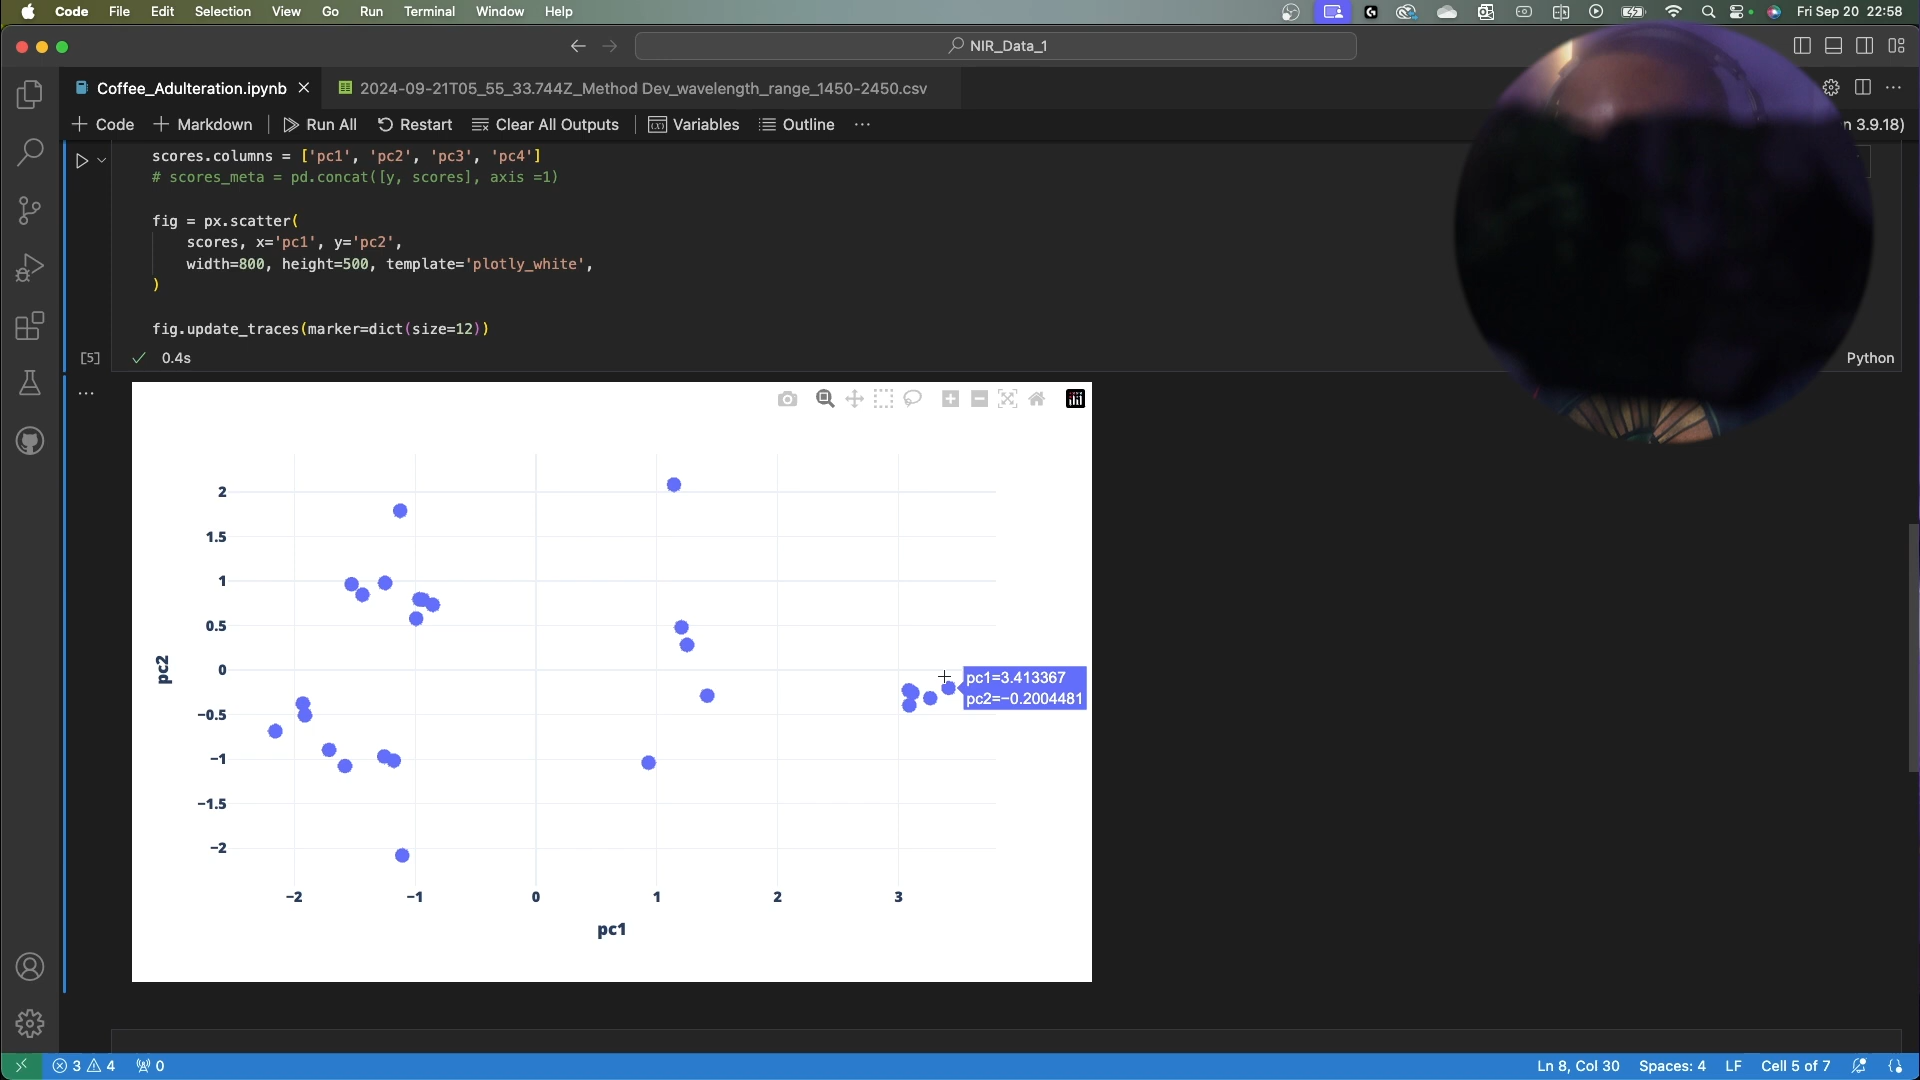 Code File Edit Selection View Go Run Terminal Window Help Fri Sep 20 22:58
NIR_Data_1
Coffee_Adulteration.ipynb 2024-09-21T05_55_33.744Z_Method Dev_wavelength_range_1450-2450.csv
Code Markdown Run All Restart Clear All Outputs Variables Outline ... n 3.9.18)
scores.columns = ['pc1', 'pc2', 'pc3', 'pc4']
# scores_meta = pd.concat([y, scores], axis =1)
fig = px.scatter(
scores, x='pc1', y='pc2',
width=800, height=500, template='plotly_white',
)
fig.update_traces(marker=dict(size=12))
[5] 0.4s Python
2
1.5
1
0.5
0
−0.5
−1
−1.5
−2
pc2
pc1=3.413367
pc2=−0.2004481
−2 −1 0 1 2 3
pc1
3 4 0 Ln 8, Col 30 Spaces: 4 LF Cell 5 of 7